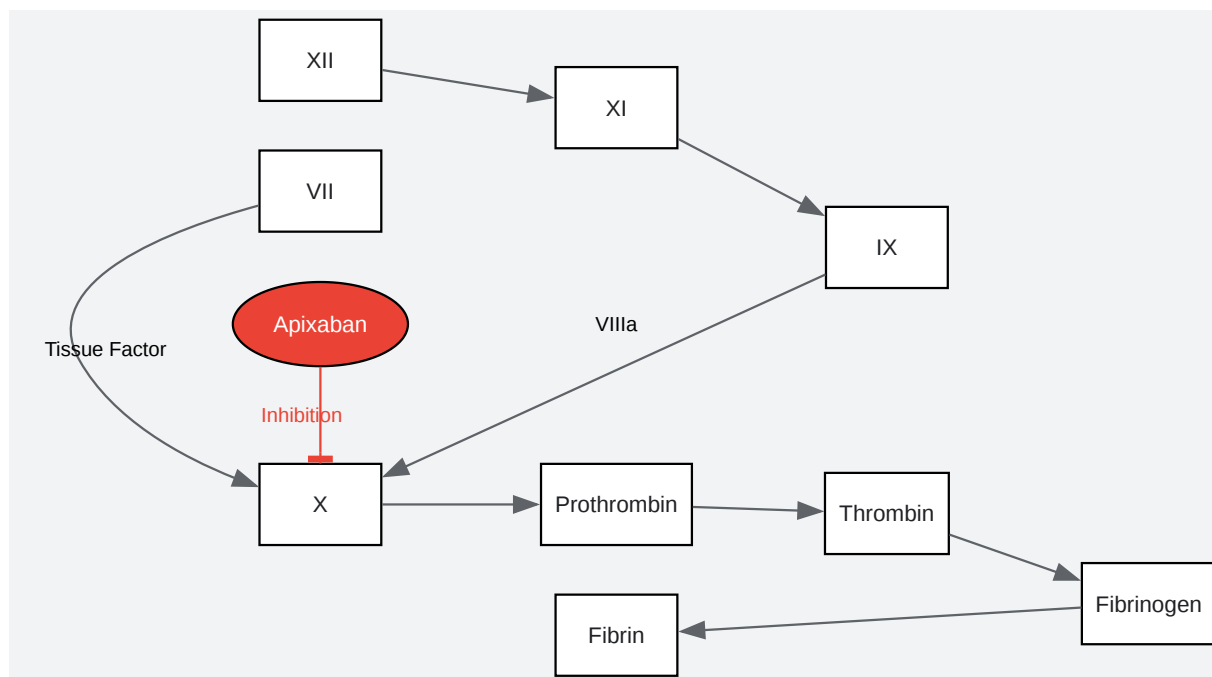 XII
XI
VII
IX
Apixaban
VIIIa
Tissue Factor
Inhibition
X
Prothrombin
Thrombin
Fibrinogen
Fibrin